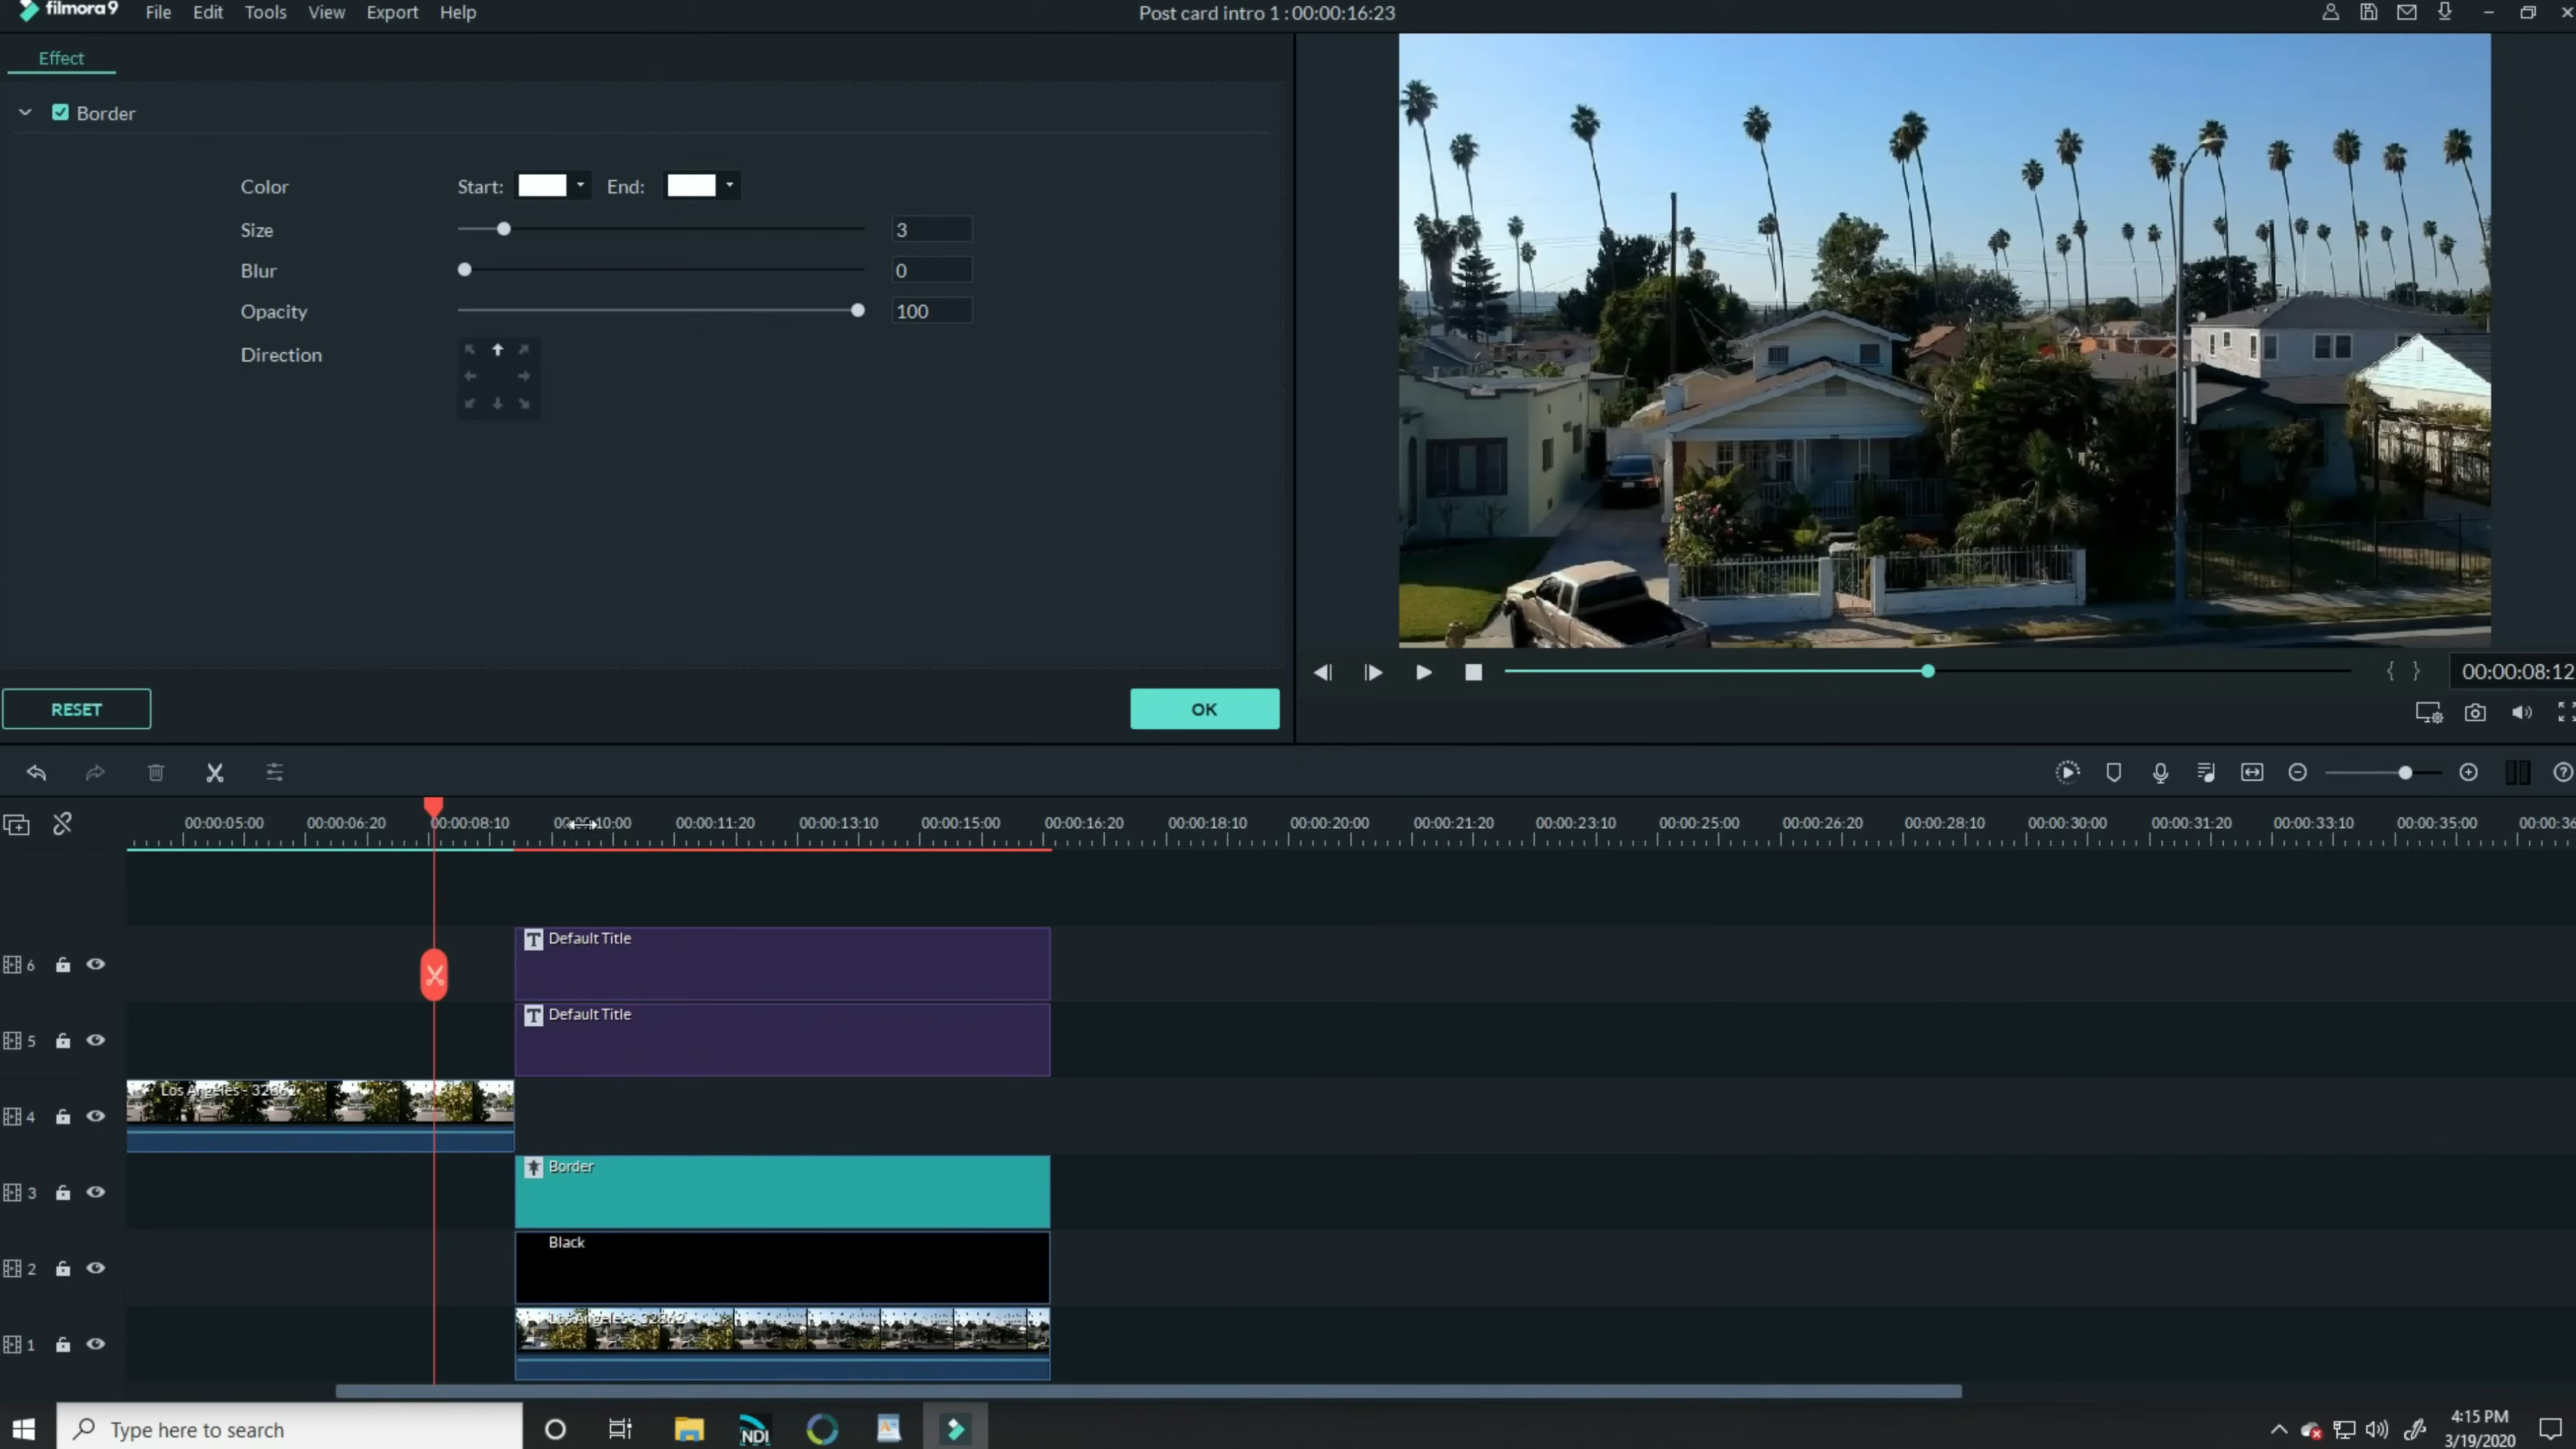 filmora9 File Edit Tools View Export Help Post card intro 1 : 00:00:16:23
Effect
Border
Color Start: End:
Size 3
Blur 0
Opacity 100
Direction
RESET OK
00:00:08:12
00:00:05:00 00:00:06:20 00:00:08:10 00:00:10:00 00:00:11:20 00:00:13:10 00:00:15:00 00:00:16:20 00:00:18:10 00:00:20:00 00:00:21:20 00:00:23:10 00:00:25:00 00:00:26:20 00:00:28:10 00:00:30:00 00:00:31:20 00:00:33:10 00:00:35:00 00:00:36
T Default Title
6
T Default Title
5
Los Angeles - 32862
4
Border
3
Black
2
Los Angeles - 32862
1
Type here to search NDI 4:15 PM
3/19/2020